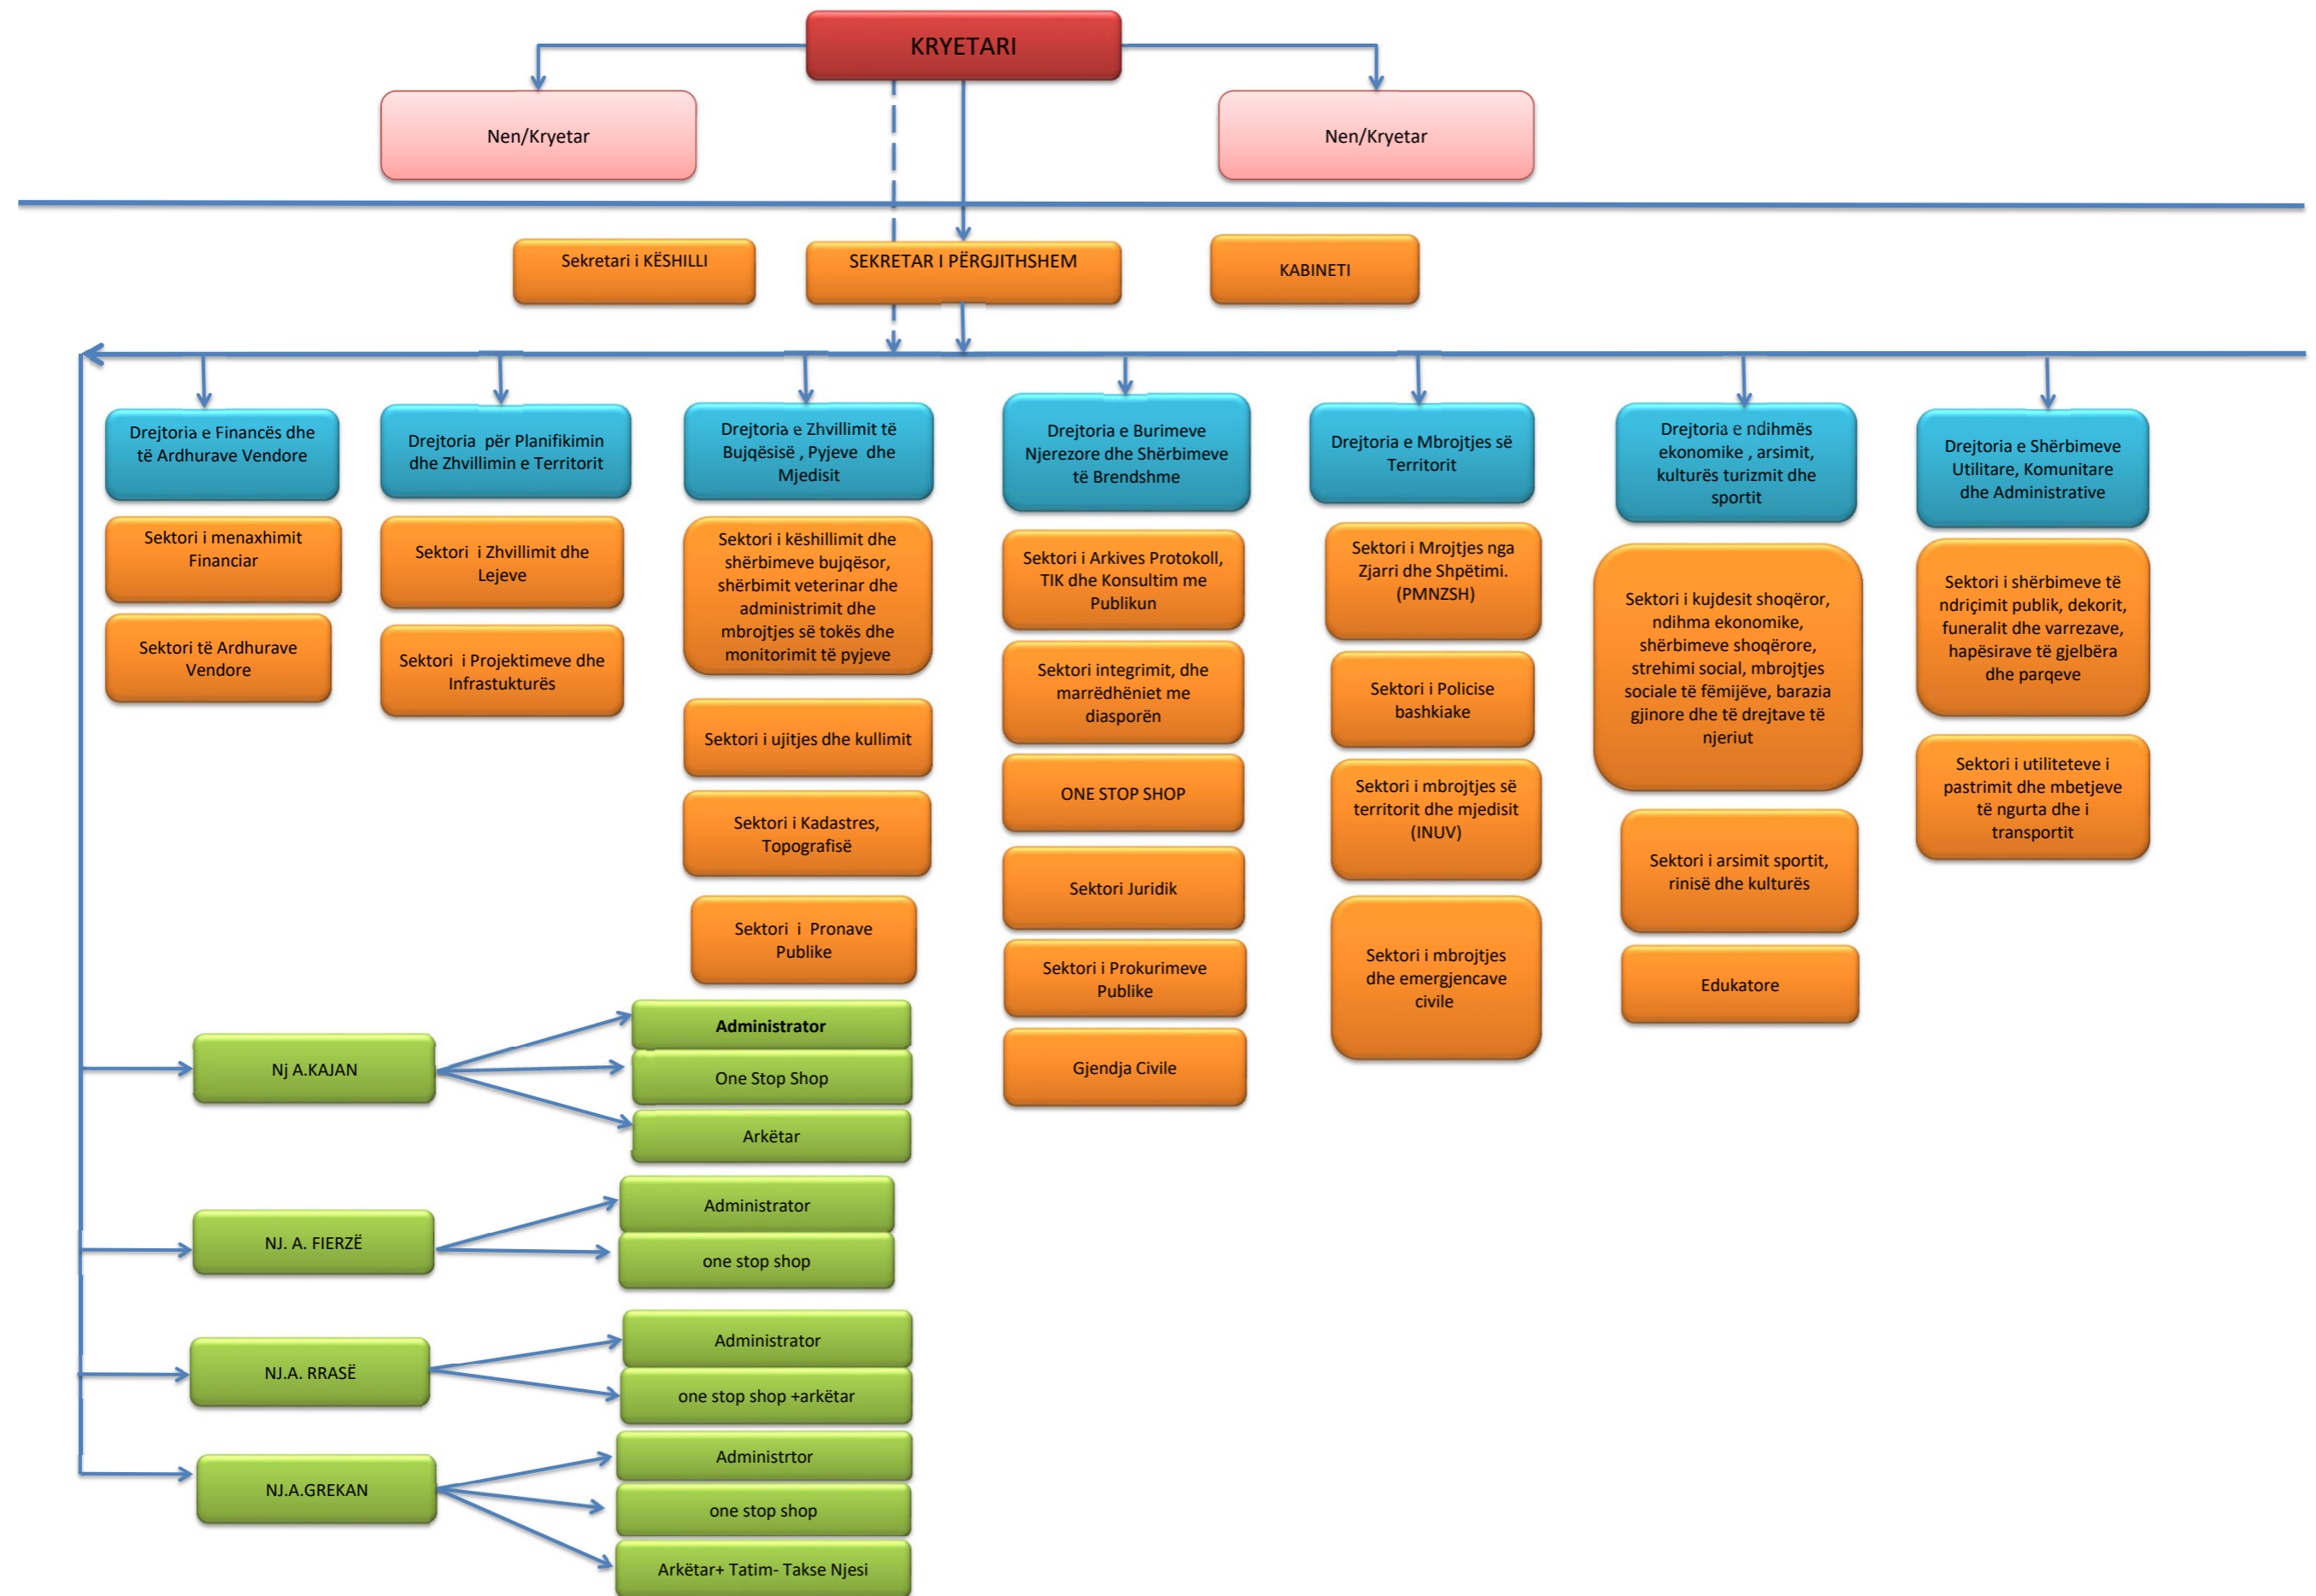 KRYETARI
Nen/Kryetar
Nen/Kryetar
Sekretari i KËSHILLI
SEKRETAR I PËRGJITHSHEM
KABINETI
Drejtoria e Financës dhe
të Ardhurave Vendore
Sektori i menaxhimit
Financiar
Sektori të Ardhurave
Vendore
Drejtoria për Planifikimin
dhe Zhvillimin e Territorit
Sektori i Zhvillimit dhe
Lejeve
Sektori i Projektimeve dhe
Infrastukturës
Drejtoria e Zhvillimit të
Bujqësisë , Pyjeve dhe
Mjedisit
Sektori i këshillimit dhe
shërbimeve bujqësor,
shërbimit veterinar dhe
administrimit dhe
mbrojtjes së tokës dhe
monitorimit të pyjeve
Sektori i ujitjes dhe kullimit
Sektori i Kadastres,
Topografisë
Sektori i Pronave
Publike
Drejtoria e Burimeve
Njerezore dhe Shërbimeve
të Brendshme
Sektori i Arkives Protokoll,
TIK dhe Konsultim me
Publikun
Sektori integrimit, dhe
marrëdhëniet me
diasporën
ONE STOP SHOP
Sektori Juridik
Sektori i Prokurimeve
Publike
Gjendja Civile
Drejtoria e Mbrojtjes së
Territorit
Sektori i Mrojtjes nga
Zjarri dhe Shpëtimi.
(PMNZSH)
Sektori i Policise
bashkiake
Sektori i mbrojtjes së
territorit dhe mjedisit
(INUV)
Sektori i mbrojtjes
dhe emergjencave
civile
Drejtoria e ndihmës
ekonomike , arsimit,
kulturës turizmit dhe
sportit
Sektori i kujdesit shoqëror,
ndihma ekonomike,
shërbimeve shoqërore,
strehimi social, mbrojtjes
sociale të fëmijëve, barazia
gjinore dhe të drejtave të
njeriut
Sektori i arsimit sportit,
rinisë dhe kulturës
Edukatore
Drejtoria e Shërbimeve
Utilitare, Komunitare
dhe Administrative
Sektori i shërbimeve të
ndriçimit publik, dekorit,
funeralit dhe varrezave,
hapësirave të gjelbëra
dhe parqeve
Sektori i utiliteteve i
pastrimit dhe mbetjeve
të ngurta dhe i
transportit
Nj A.KAJAN
Administrator
One Stop Shop
Arkëtar
NJ. A. FIERZË
Administrator
one stop shop
NJ.A. RRASË
Administrator
one stop shop +arkëtar
NJ.A.GREKAN
Administrtor
one stop shop
Arkëtar+ Tatim- Takse Njesi